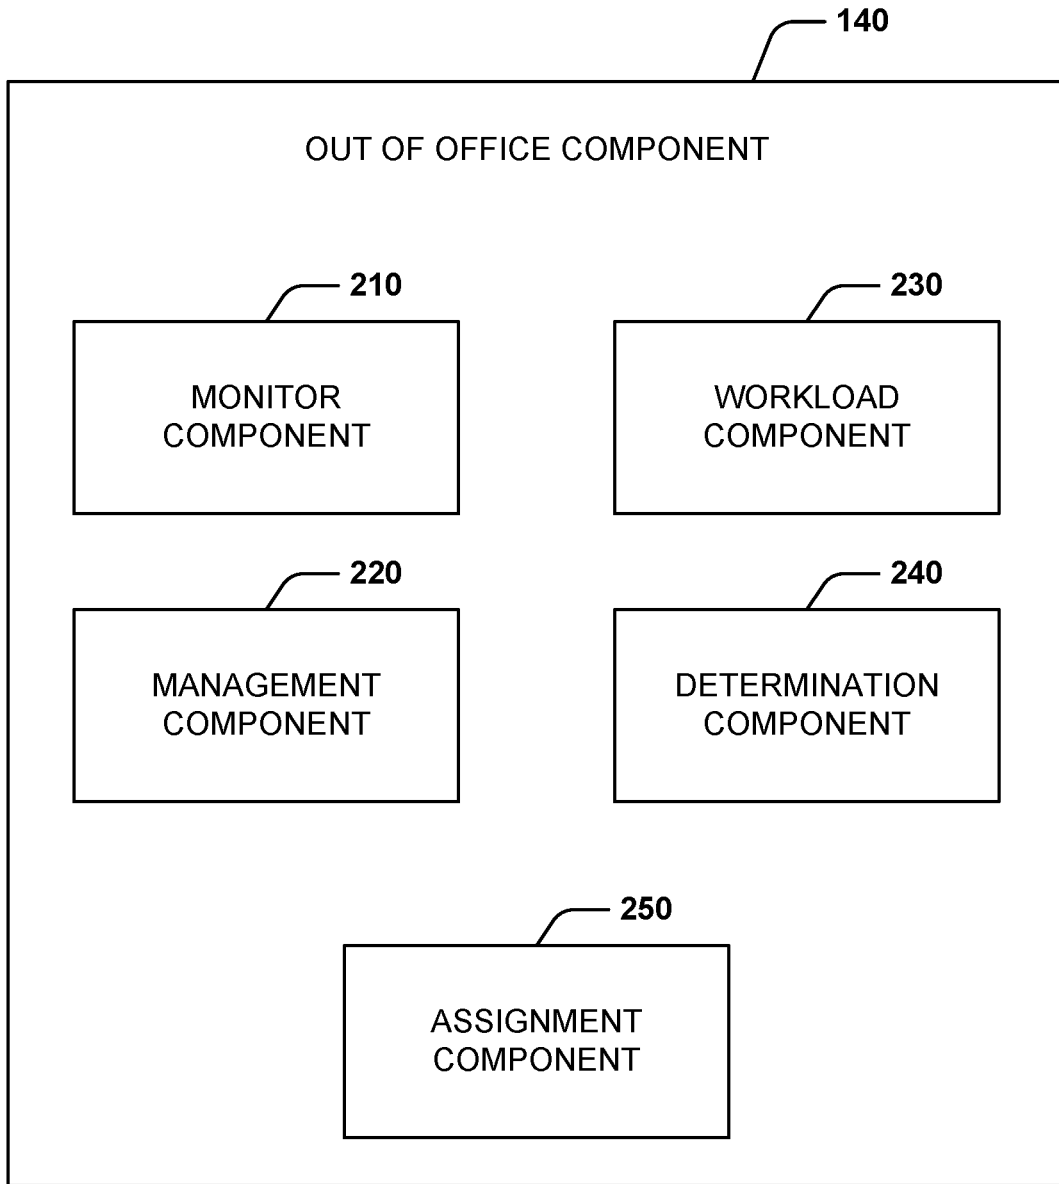 140
OUT OF OFFICE COMPONENT
210
MONITOR
COMPONENT
230
WORKLOAD
COMPONENT
220
MANAGEMENT
COMPONENT
240
DETERMINATION
COMPONENT
250
ASSIGNMENT
COMPONENT